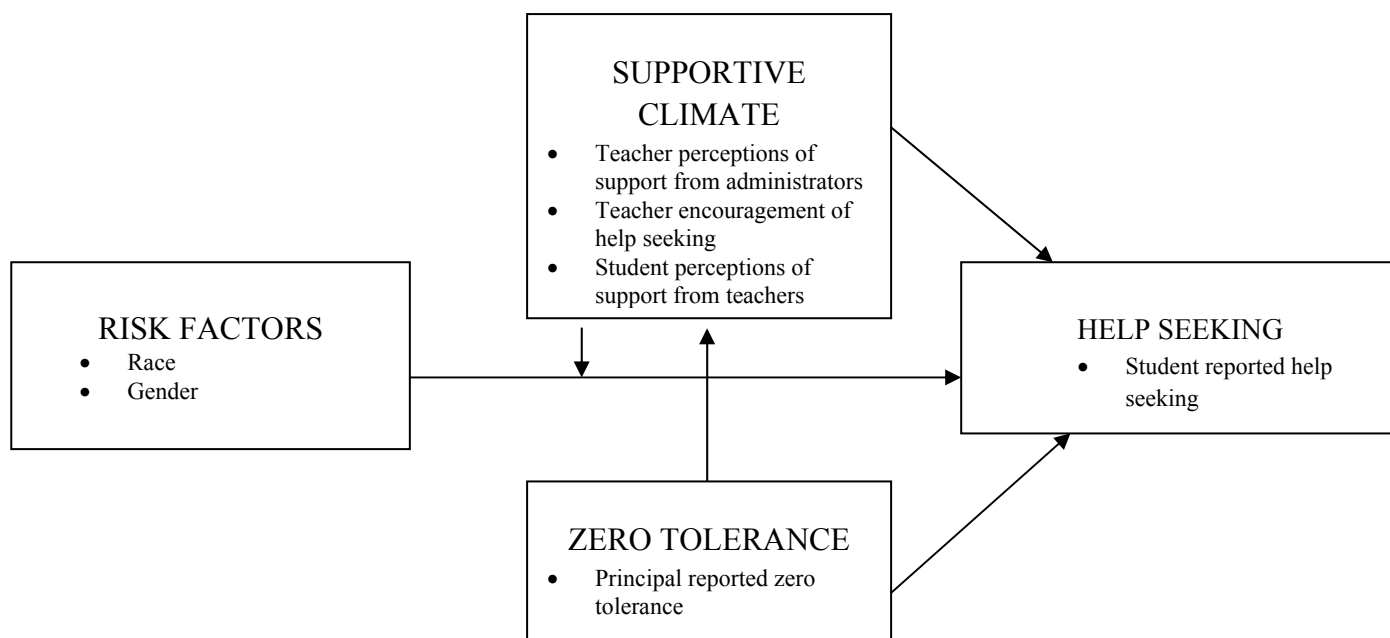 SUPPORTIVE
CLIMATE
• Teacher perceptions of
support from administrators
• Teacher encouragement of
help seeking
• Student perceptions of
support from teachers
RISK FACTORS
• Race
• Gender
HELP SEEKING
• Student reported help
seeking
ZERO TOLERANCE
• Principal reported zero
tolerance